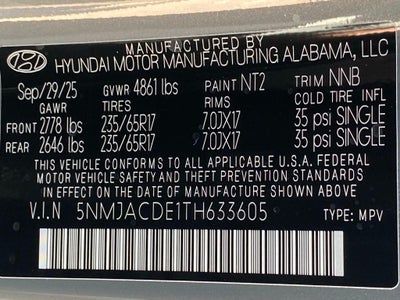 MANUFACTURED BY
HYUNDAI MOTOR MANUFACTURING ALABAMA, LLC
Sep/29/25 GVWR 4861 lbs PAINT NT2 TRIM NNB
GAWR TIRES RIMS COLD TIRE INFL
FRONT 2778 lbs 235/65R17 7.0JX17 35 psi SINGLE
REAR 2646 lbs 235/65R17 7.0JX17 35 psi SINGLE
THIS VEHICLE CONFORMS TO ALL APPLICABLE U.S.A. FEDERAL
MOTOR VEHICLE SAFETY AND THEFT PREVENTION STANDARDS
IN EFFECT ON THE DATE OF MANUFACTURE SHOWN ABOVE.
V.I.N 5NMJACDE1TH633605 TYPE: MPV